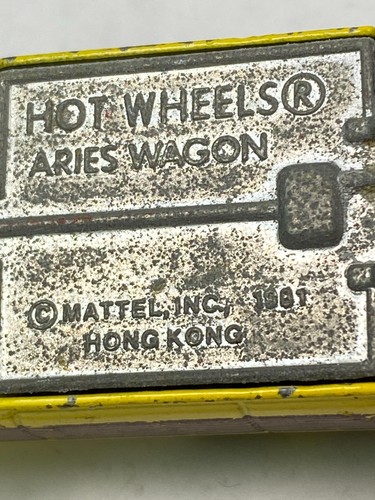 HOT WHEELS®
ARIES WAGON
© MATTEL, INC., 1981
HONG KONG